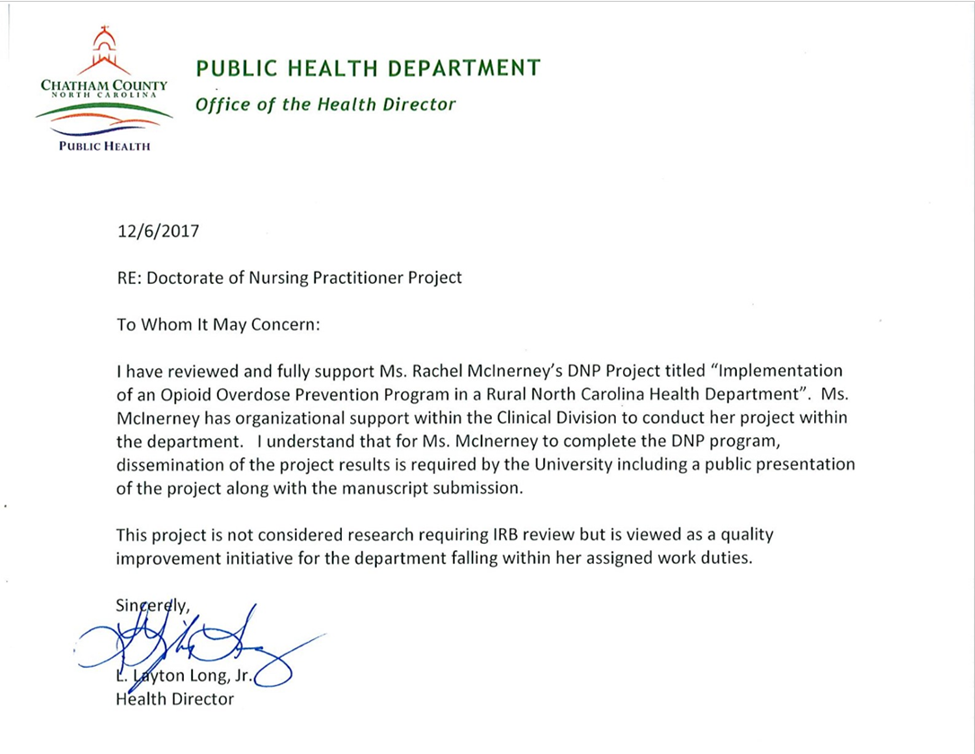 CHATHAM COUNTY
NORTH CAROLINA
PUBLIC HEALTH
PUBLIC HEALTH DEPARTMENT
Office of the Health Director
12/6/2017
RE: Doctorate of Nursing Practitioner Project
To Whom It May Concern:
I have reviewed and fully support Ms. Rachel McInerney's DNP Project titled "Implementation
of an Opioid Overdose Prevention Program in a Rural North Carolina Health Department". Ms.
McInerney has organizational support within the Clinical Division to conduct her project within
the department. I understand that for Ms. McInerney to complete the DNP program,
dissemination of the project results is required by the University including a public presentation
of the project along with the manuscript submission.
This project is not considered research requiring IRB review but is viewed as a quality
improvement initiative for the department falling within her assigned work duties.
Sincerely,
L. Layton Long, Jr.
Health Director